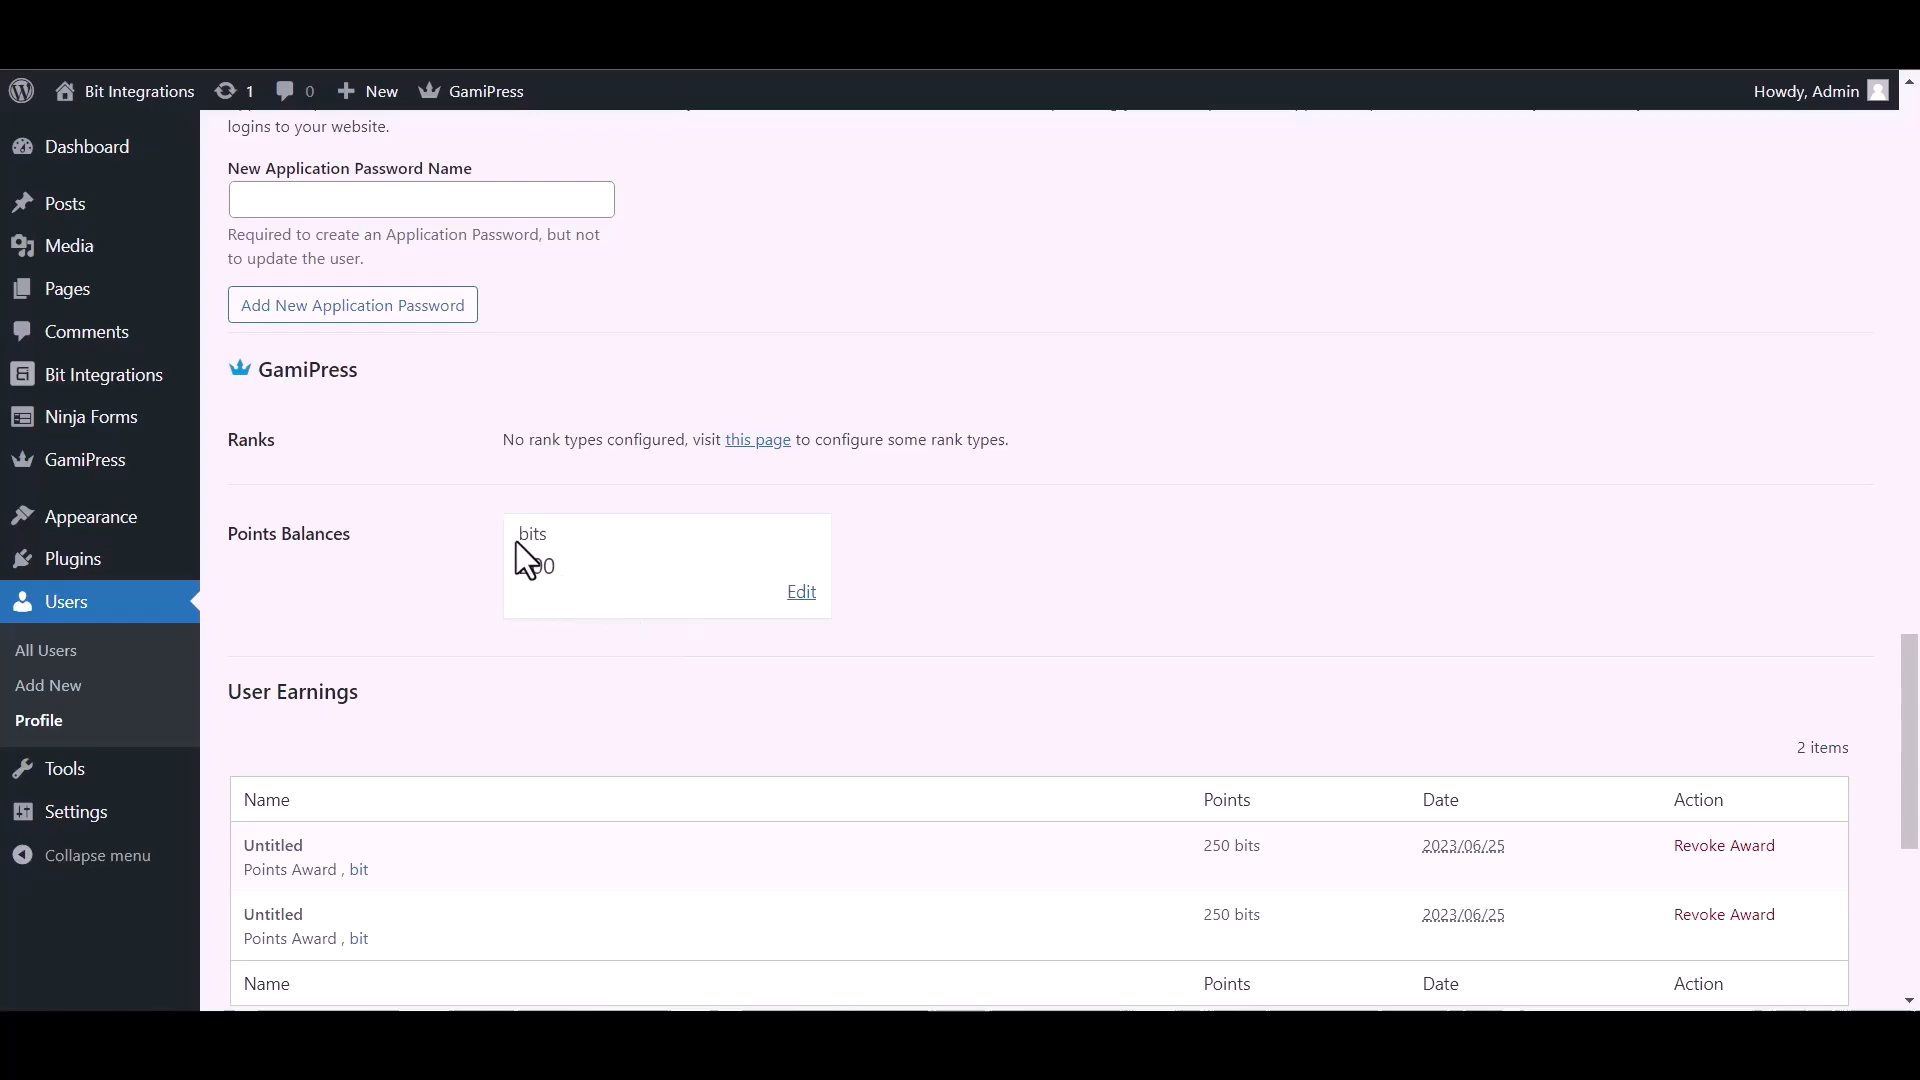 Bit Integrations 1 0 New GamiPress Howdy, Admin
logins to your website.
Dashboard
Posts
Media
Pages
Comments
Bit Integrations
Ninja Forms
GamiPress
Appearance
Plugins
Users
All Users
Add New
Profile
Tools
Settings
Collapse menu
New Application Password Name
Required to create an Application Password, but not
to update the user.
Add New Application Password
GamiPress
Ranks No rank types configured, visit this page to configure some rank types.
Points Balances bits
Edit
User Earnings
2 items
Name Points Date Action
Untitled 250 bits 2023/06/25 Revoke Award
Points Award , bit
Untitled 250 bits 2023/06/25 Revoke Award
Points Award , bit
Name Points Date Action